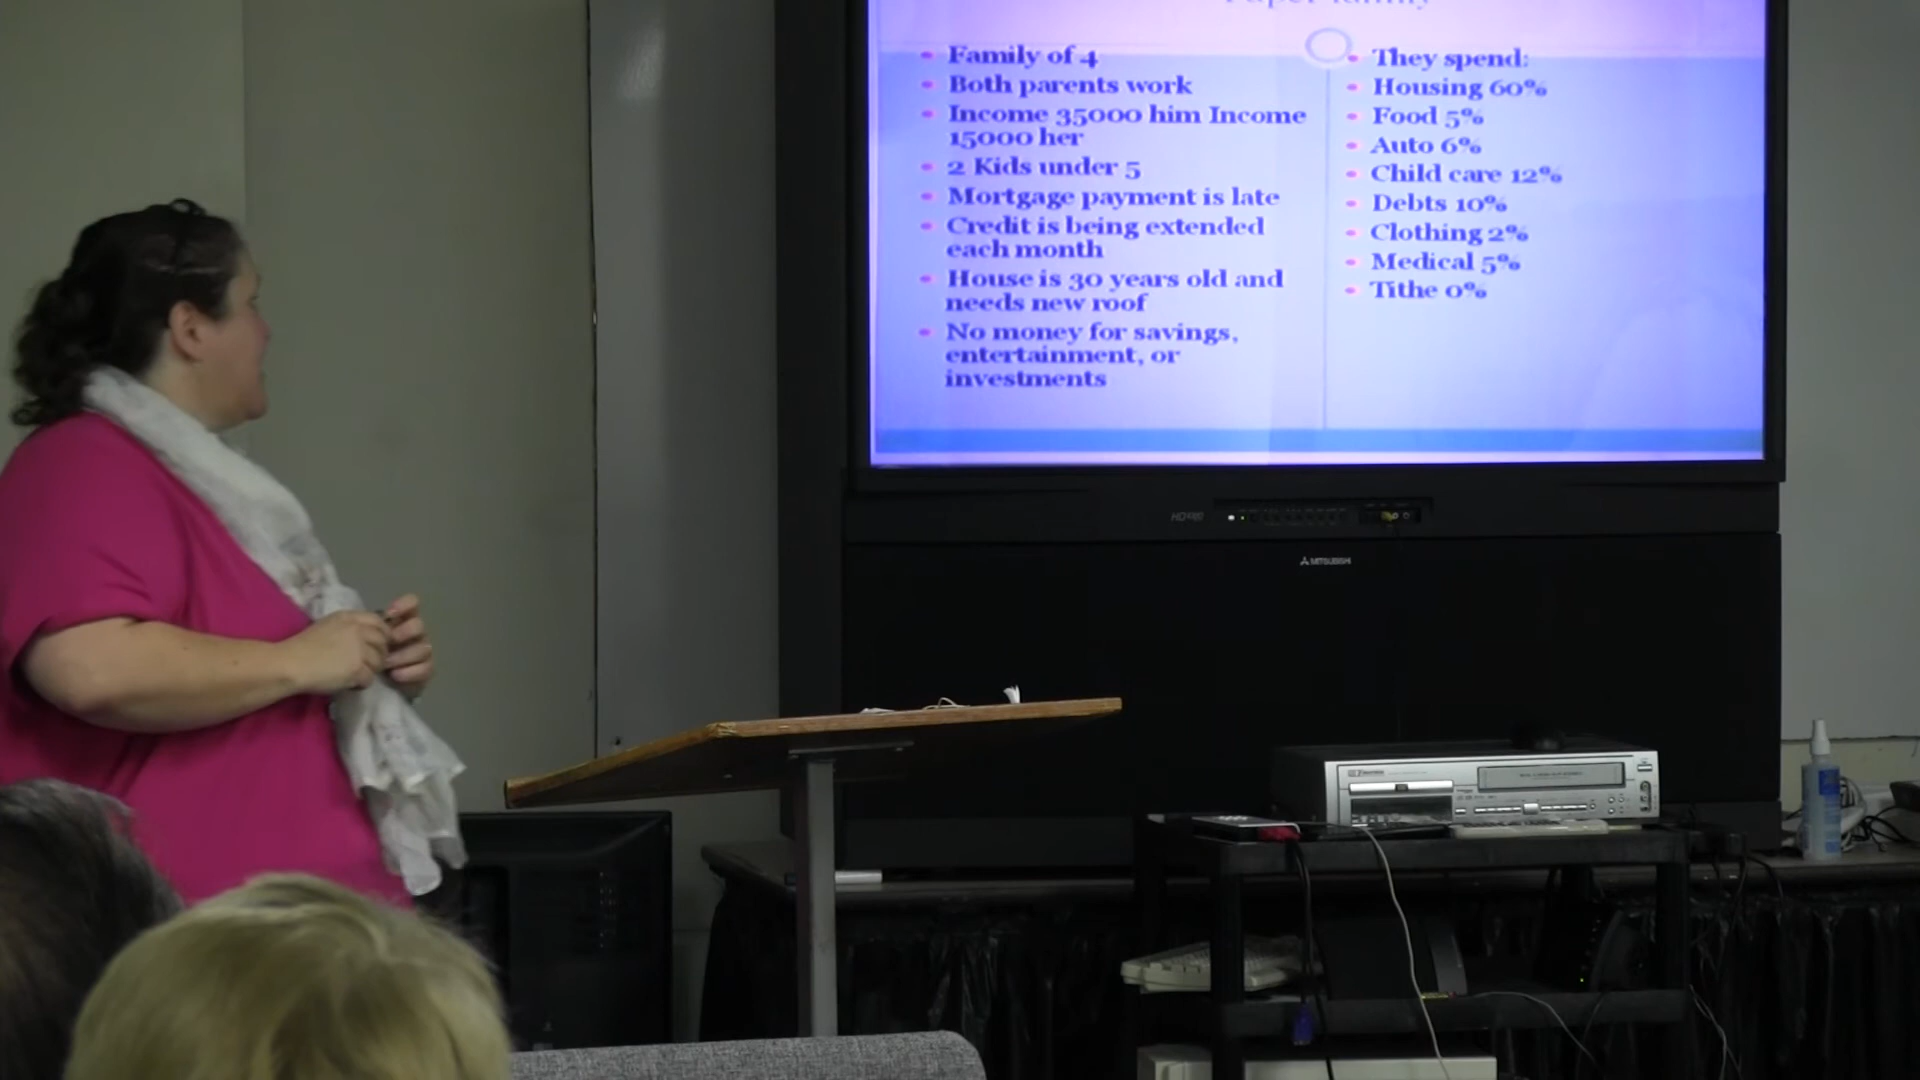 Paper family
Family of 4
Both parents work
Income 35000 him Income
15000 her
2 Kids under 5
Mortgage payment is late
Credit is being extended
each month
House is 30 years old and
needs new roof
No money for savings,
entertainment, or
investments
They spend:
Housing 60%
Food 5%
Auto 6%
Child care 12%
Debts 10%
Clothing 2%
Medical 5%
Tithe 0%
MITSUBISHI